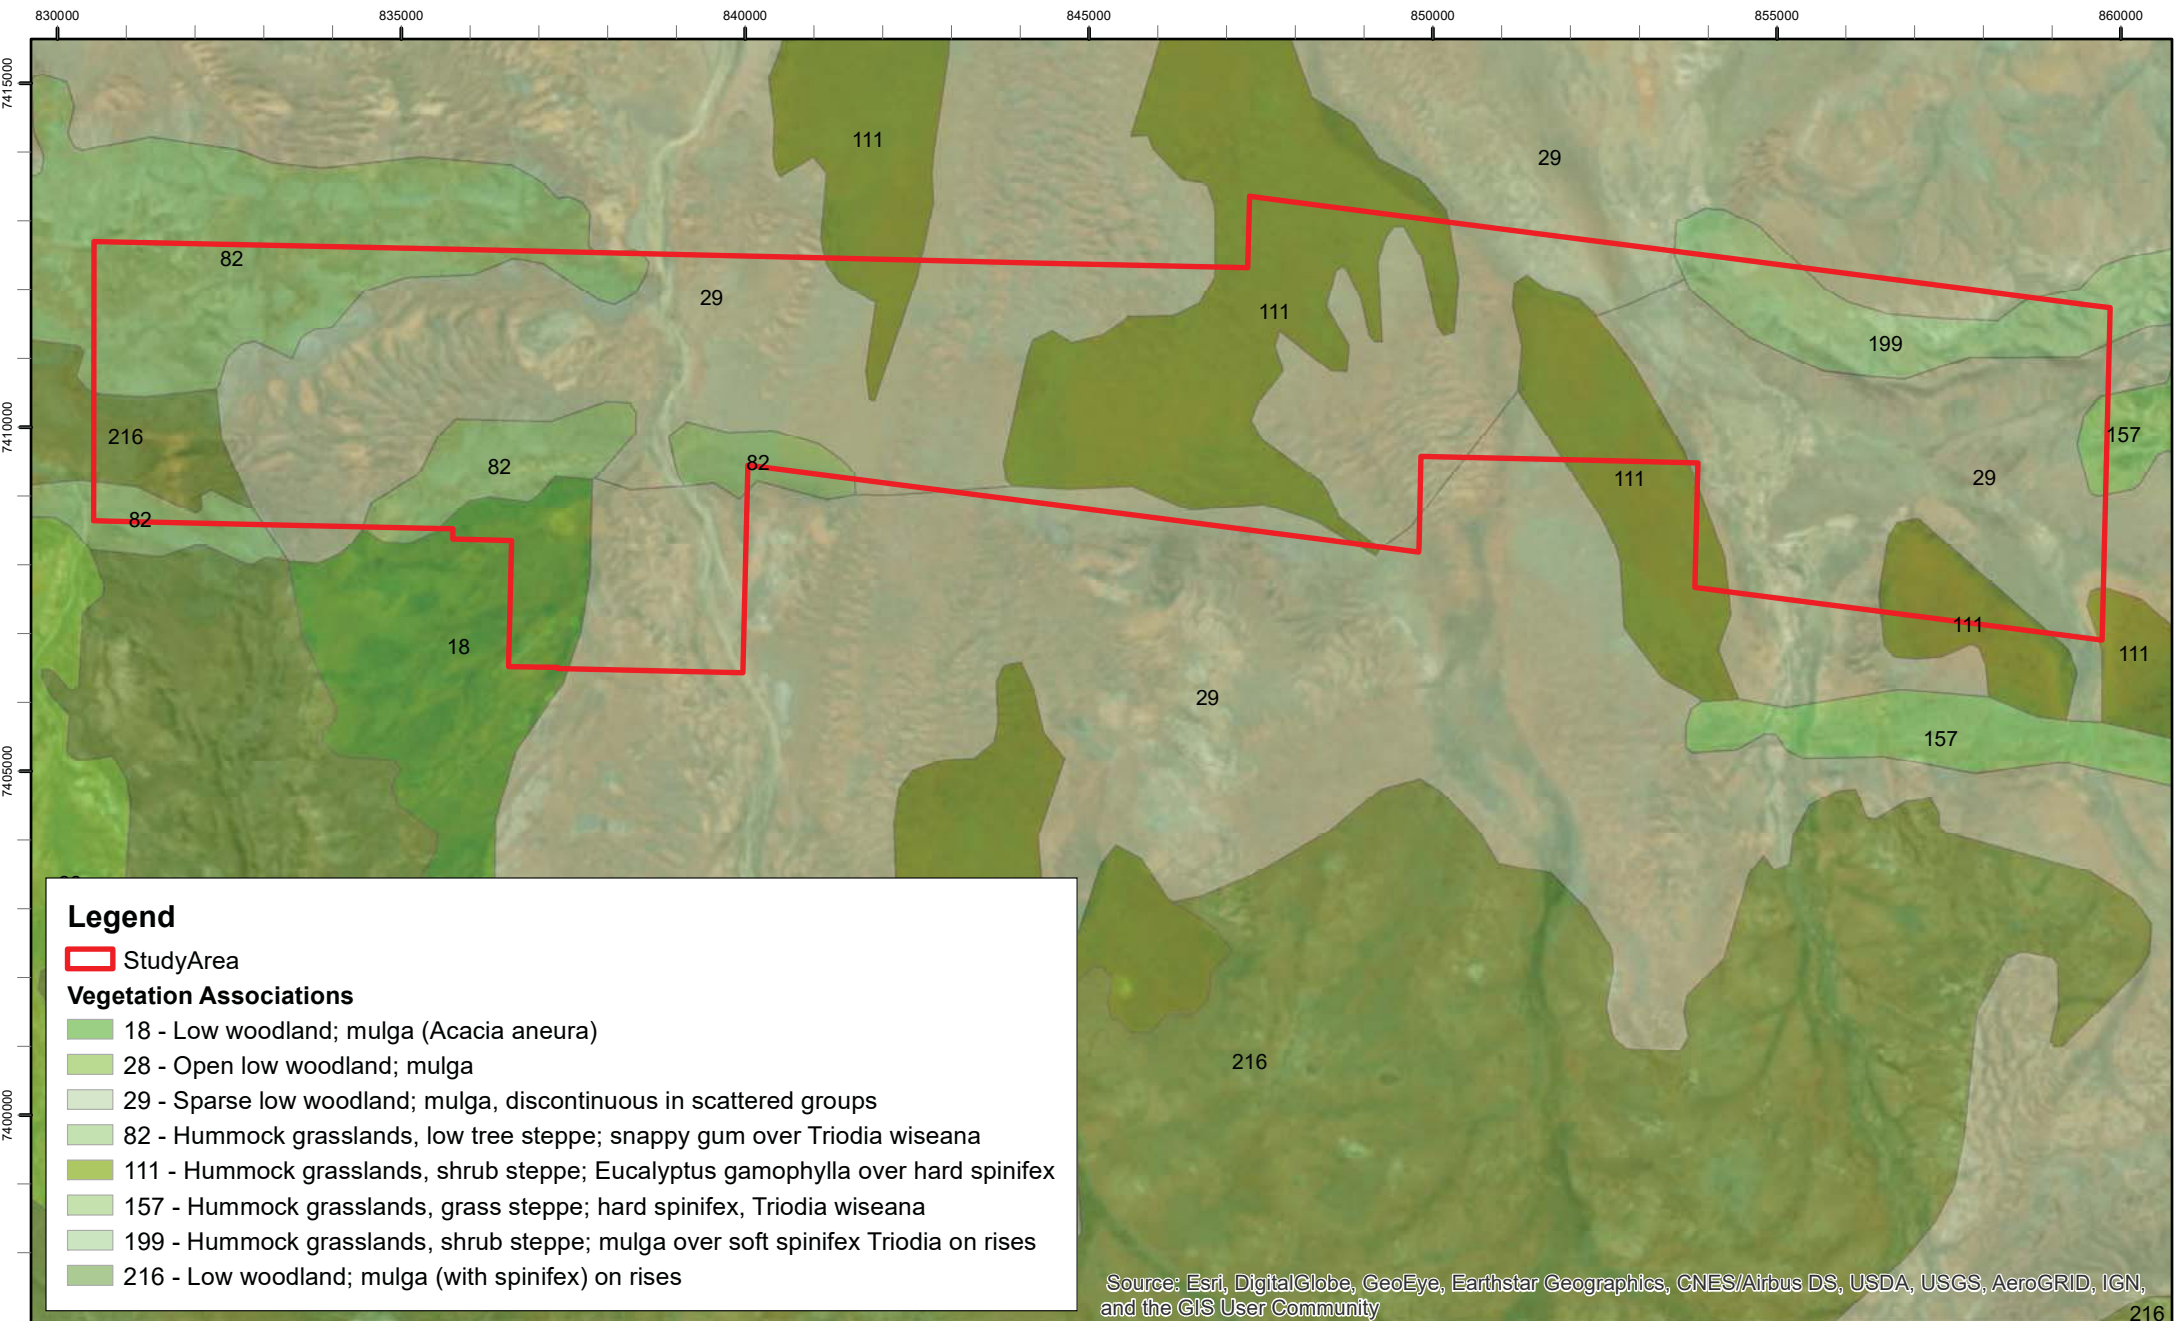 830000
835000
840000
845000
850000
855000
860000
7415000
7410000
7405000
7400000
111
29
82
29
111
199
216
82
82
157
82
111
29
18
111
111
29
157
216
216
Legend
StudyArea
Vegetation Associations
18 - Low woodland; mulga (Acacia aneura)
28 - Open low woodland; mulga
29 - Sparse low woodland; mulga, discontinuous in scattered groups
82 - Hummock grasslands, low tree steppe; snappy gum over Triodia wiseana
111 - Hummock grasslands, shrub steppe; Eucalyptus gamophylla over hard spinifex
157 - Hummock grasslands, grass steppe; hard spinifex, Triodia wiseana
199 - Hummock grasslands, shrub steppe; mulga over soft spinifex Triodia on rises
216 - Low woodland; mulga (with spinifex) on rises
Source: Esri, DigitalGlobe, GeoEye, Earthstar Geographics, CNES/Airbus DS, USDA, USGS, AeroGRID, IGN,
and the GIS User Community